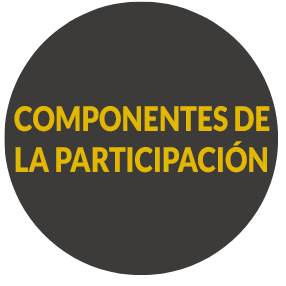 COMPONENTES DE
LA PARTICIPACIÓN